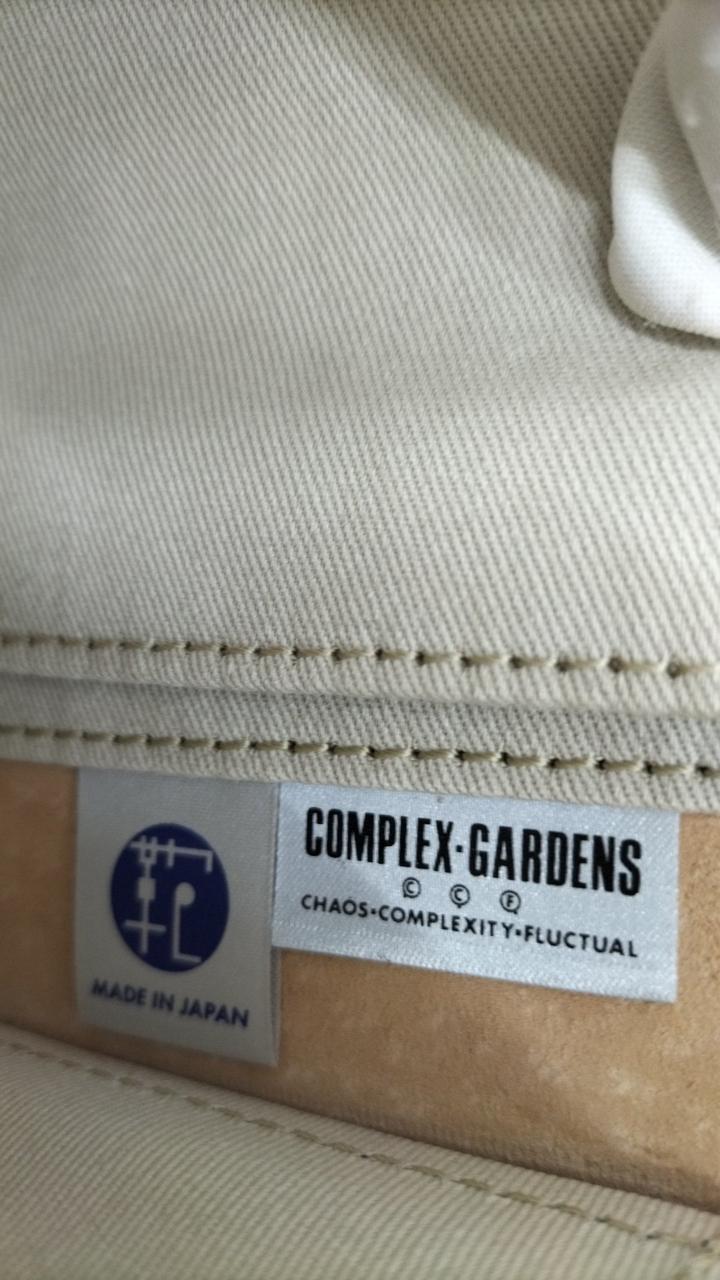 COMPLEX·GARDENS
Ⓒ Ⓒ Ⓕ
CHAOS·COMPLEXITY·FLUCTUAL
MADE IN JAPAN